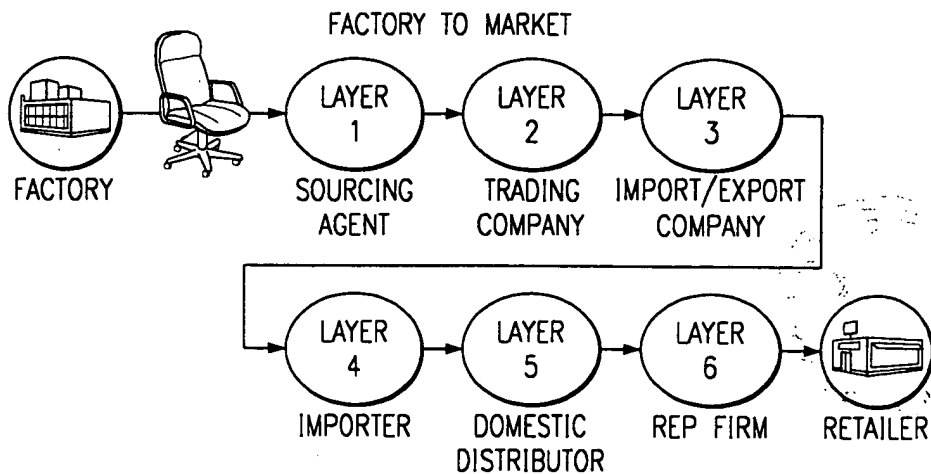 FACTORY TO MARKET
LAYER
1
LAYER
2
LAYER
3
FACTORY
SOURCING
AGENT
TRADING
COMPANY
IMPORT/EXPORT
COMPANY
LAYER
4
LAYER
5
LAYER
6
IMPORTER
DOMESTIC
DISTRIBUTOR
REP FIRM
RETAILER